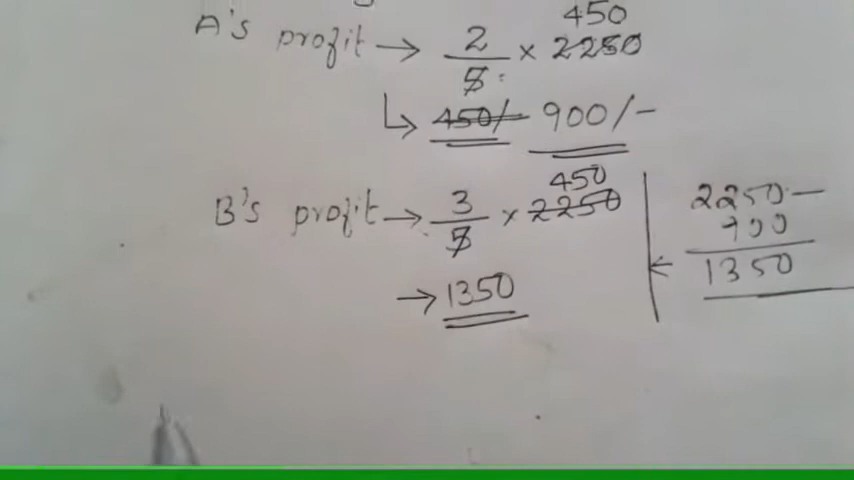 450
A's profit → 2/5 × 2250
↳ 450/- 900/-
450
B's profit → 3/5 × 2250
→ 1350
2250 –
900
← 1350